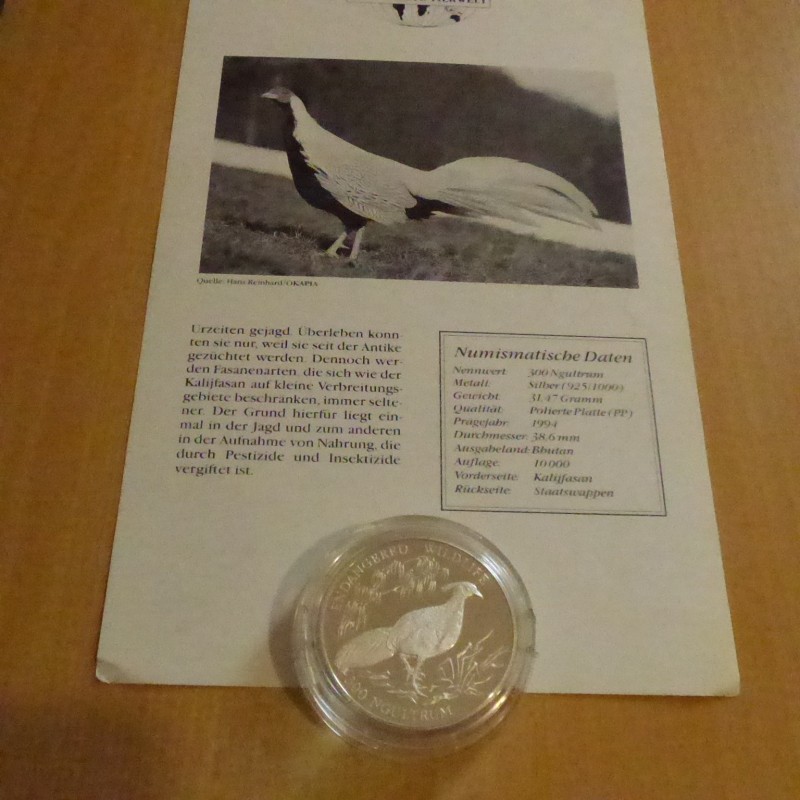 Quelle: Hans Reinhard/OKAPIA
Urzeiten gejagd. Überleben konn-
ten sie nur, weil sie seit der Antike
gezüchtet werden. Dennoch wer-
den Fasanenarten, die sich wie der
Kalijfasan auf kleine Verbreitungs-
gebiete beschränken, immer selte-
ner. Der Grund hierfür liegt ein-
mal in der Jagd und zum anderen
in der Aufnahme von Nahrung, die
durch Pestizide und Insektizide
vergiftet ist.
Numismatische Daten
Nennwert: 300 Ngultrum
Metall: Silber (925/1000)
Gewicht: 31,47 Gramm
Qualität: Polierte Platte (PP)
Prägejahr: 1994
Durchmesser: 38,6 mm
Ausgabeland: Bhutan
Auflage: 10 000
Vorderseite: Kalijfasan
Rückseite: Staatswappen
ENDANGERED WILDLIFE
300 NGULTRUM